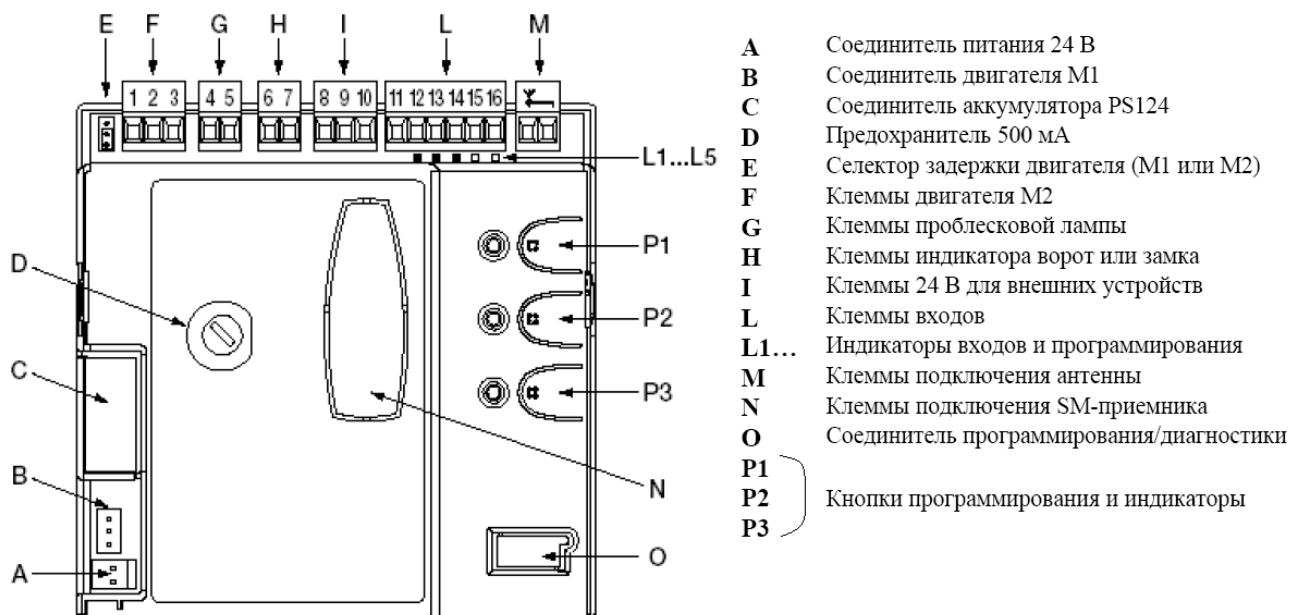 E F G H I L M
1 2 3 4 5 6 7 8 9 10 11 12 13 14 15 16
L1...L5
P1
D
P2
C
P3
B
N
A
O
A Соединитель питания 24 В
B Соединитель двигателя M1
C Соединитель аккумулятора PS124
D Предохранитель 500 мА
E Селектор задержки двигателя (М1 или М2)
F Клеммы двигателя M2
G Клеммы проблесковой лампы
H Клеммы индикатора ворот или замка
I Клеммы 24 В для внешних устройств
L Клеммы входов
L1... Индикаторы входов и программирования
M Клеммы подключения антенны
N Клеммы подключения SM-приемника
O Соединитель программирования/диагностики
P1
P2 Кнопки программирования и индикаторы
P3